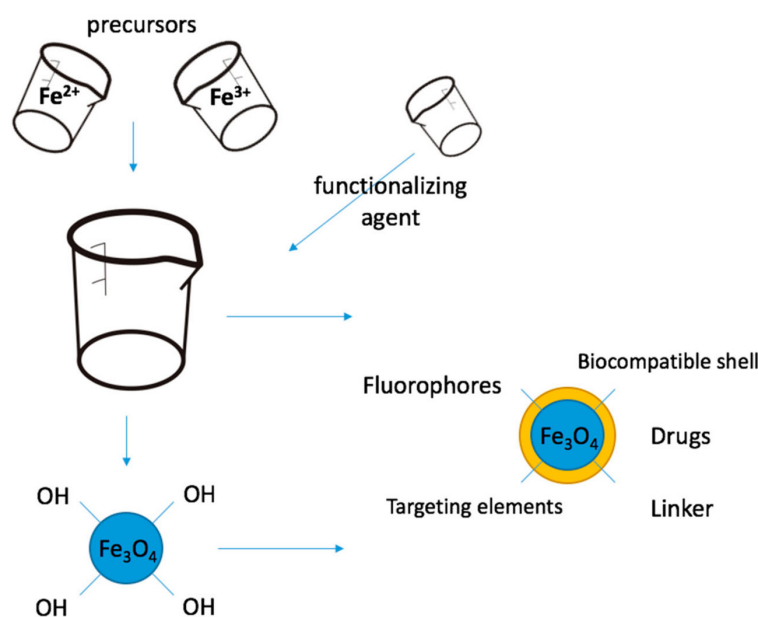 precursors
Fe²⁺
Fe³⁺
functionalizing
agent
Biocompatible shell
Fluorophores
Fe₃O₄
Drugs
Targeting elements
Linker
OH
OH
Fe₃O₄
OH
OH